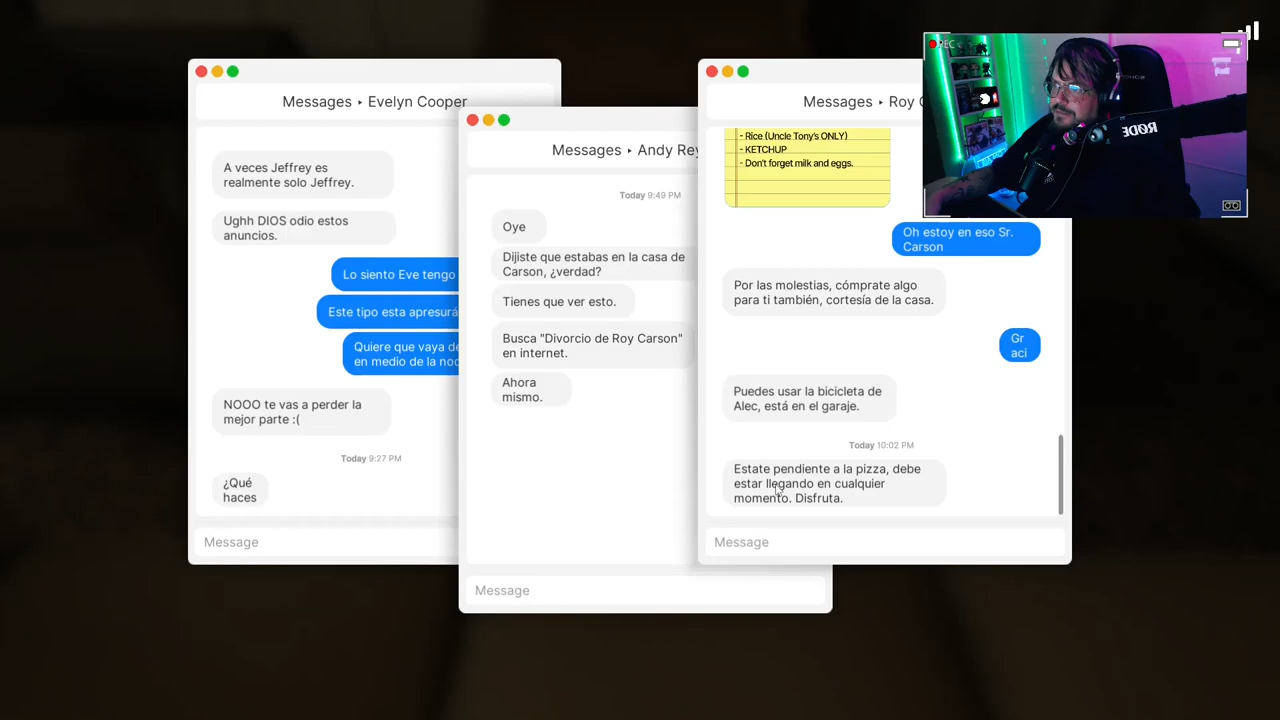 Messages ▸ Evelyn Cooper
A veces Jeffrey es
realmente solo Jeffrey.
Ughh DIOS odio estos
anuncios.
Lo siento Eve tengo
Este tipo esta apresurá
Quiere que vaya
en medio de la
NOOO te vas a perder la
mejor parte :(
Today 9:27 PM
¿Qué
haces
Message
Messages ▸ Andy
Today 9:49 PM
Oye
Dijiste que estabas en la casa de
Carson, ¿verdad?
Tienes que ver esto.
Busca "Divorcio de Roy Carson"
en internet.
Ahora
mismo.
Message
Messages ▸ Roy
- Rice (Uncle Tony's ONLY)
- KETCHUP
- Don't forget milk and eggs.
Oh estoy en eso Sr.
Carson
Por las molestias, cómprate algo
para ti también, cortesía de la casa.
Gr
aci
Puedes usar la bicicleta de
Alec, está en el garaje.
Today 10:02 PM
Estate pendiente a la pizza, debe
estar llegando en cualquier
momento. Disfruta.
Message
REC
RØDE